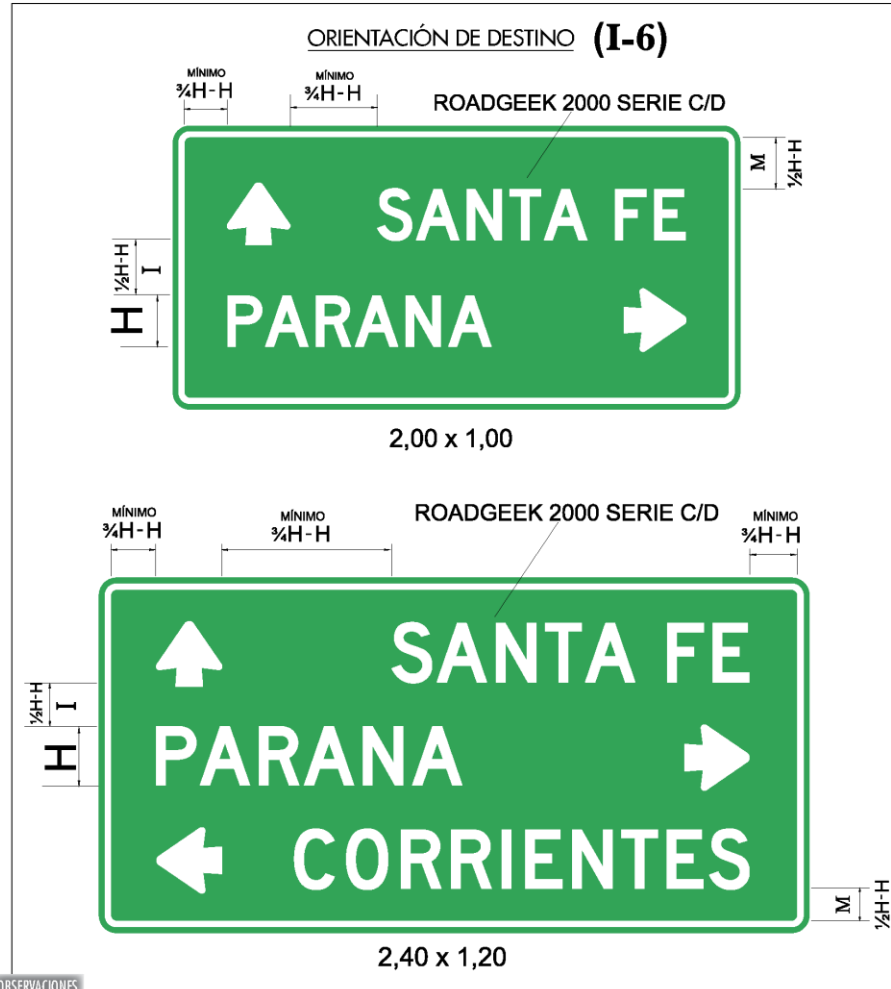 ORIENTACIÓN DE DESTINO (I-6)
MÍNIMO
¾H-H
MÍNIMO
¾H-H
ROADGEEK 2000 SERIE C/D
M
½H-H
SANTA FE
½H-H
I
H
PARANA
2,00 x 1,00
MÍNIMO
¾H-H
MÍNIMO
¾H-H
ROADGEEK 2000 SERIE C/D
MÍNIMO
¾H-H
SANTA FE
½H-H
I
H
PARANA
CORRIENTES
M
½H-H
2,40 x 1,20
OBSERVACIONES